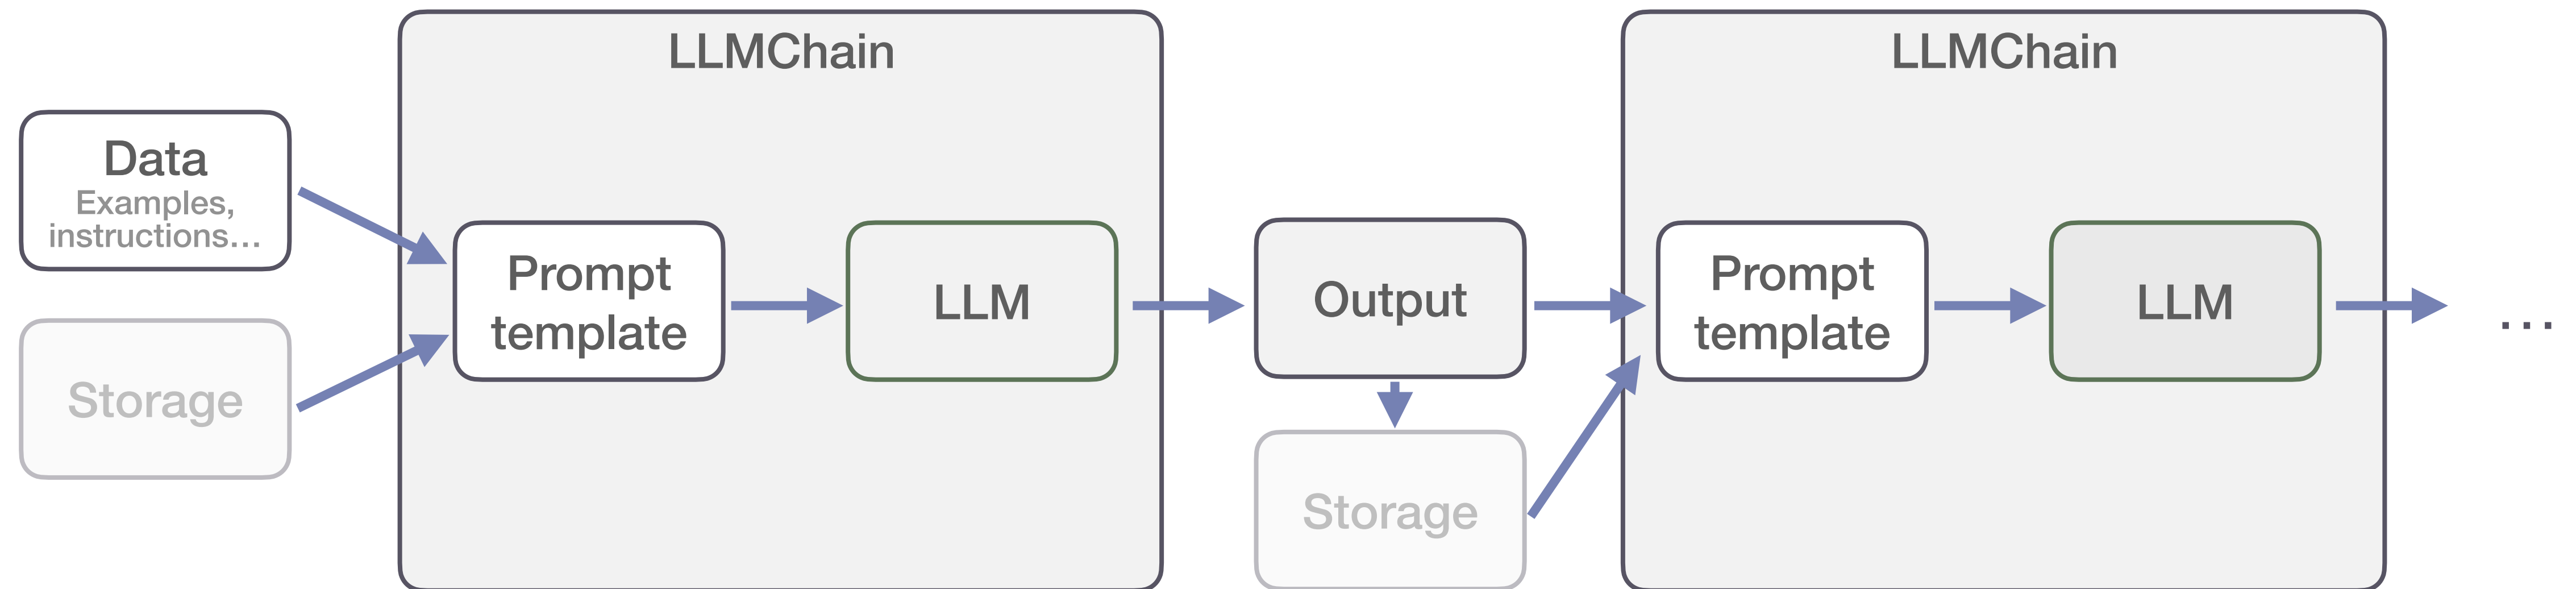 LLMChain
LLMChain
Data
Examples,
instructions...
Storage
Prompt
template
LLM
Output
Storage
Prompt
template
LLM
...